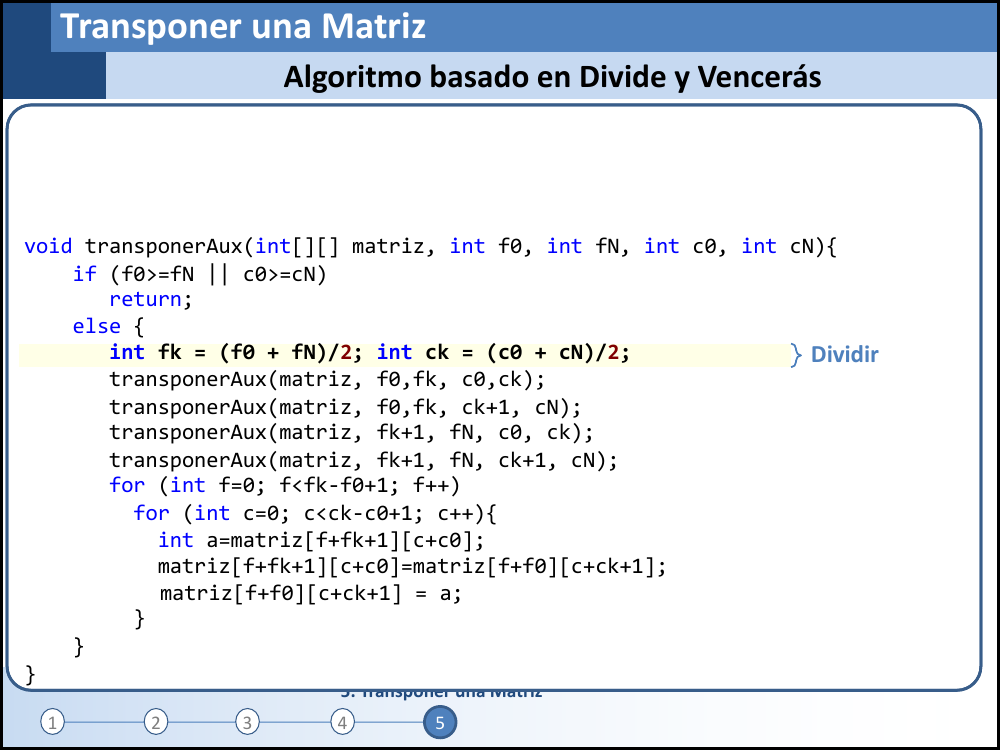 Transponer una Matriz
Algoritmo basado en Divide y Vencerás
void transponerAux(int[][] matriz, int f0, int fN, int c0, int cN){
    if (f0>=fN || c0>=cN)
       return;
    else {
       int fk = (f0 + fN)/2; int ck = (c0 + cN)/2; } Dividir
       transponerAux(matriz, f0,fk, c0,ck);
       transponerAux(matriz, f0,fk, ck+1, cN);
       transponerAux(matriz, fk+1, fN, c0, ck);
       transponerAux(matriz, fk+1, fN, ck+1, cN);
       for (int f=0; f<fk-f0+1; f++)
         for (int c=0; c<ck-c0+1; c++){
           int a=matriz[f+fk+1][c+c0];
           matriz[f+fk+1][c+c0]=matriz[f+f0][c+ck+1];
           matriz[f+f0][c+ck+1] = a;
         }
    }
}
5. Transponer una Matriz
1 2 3 4 5